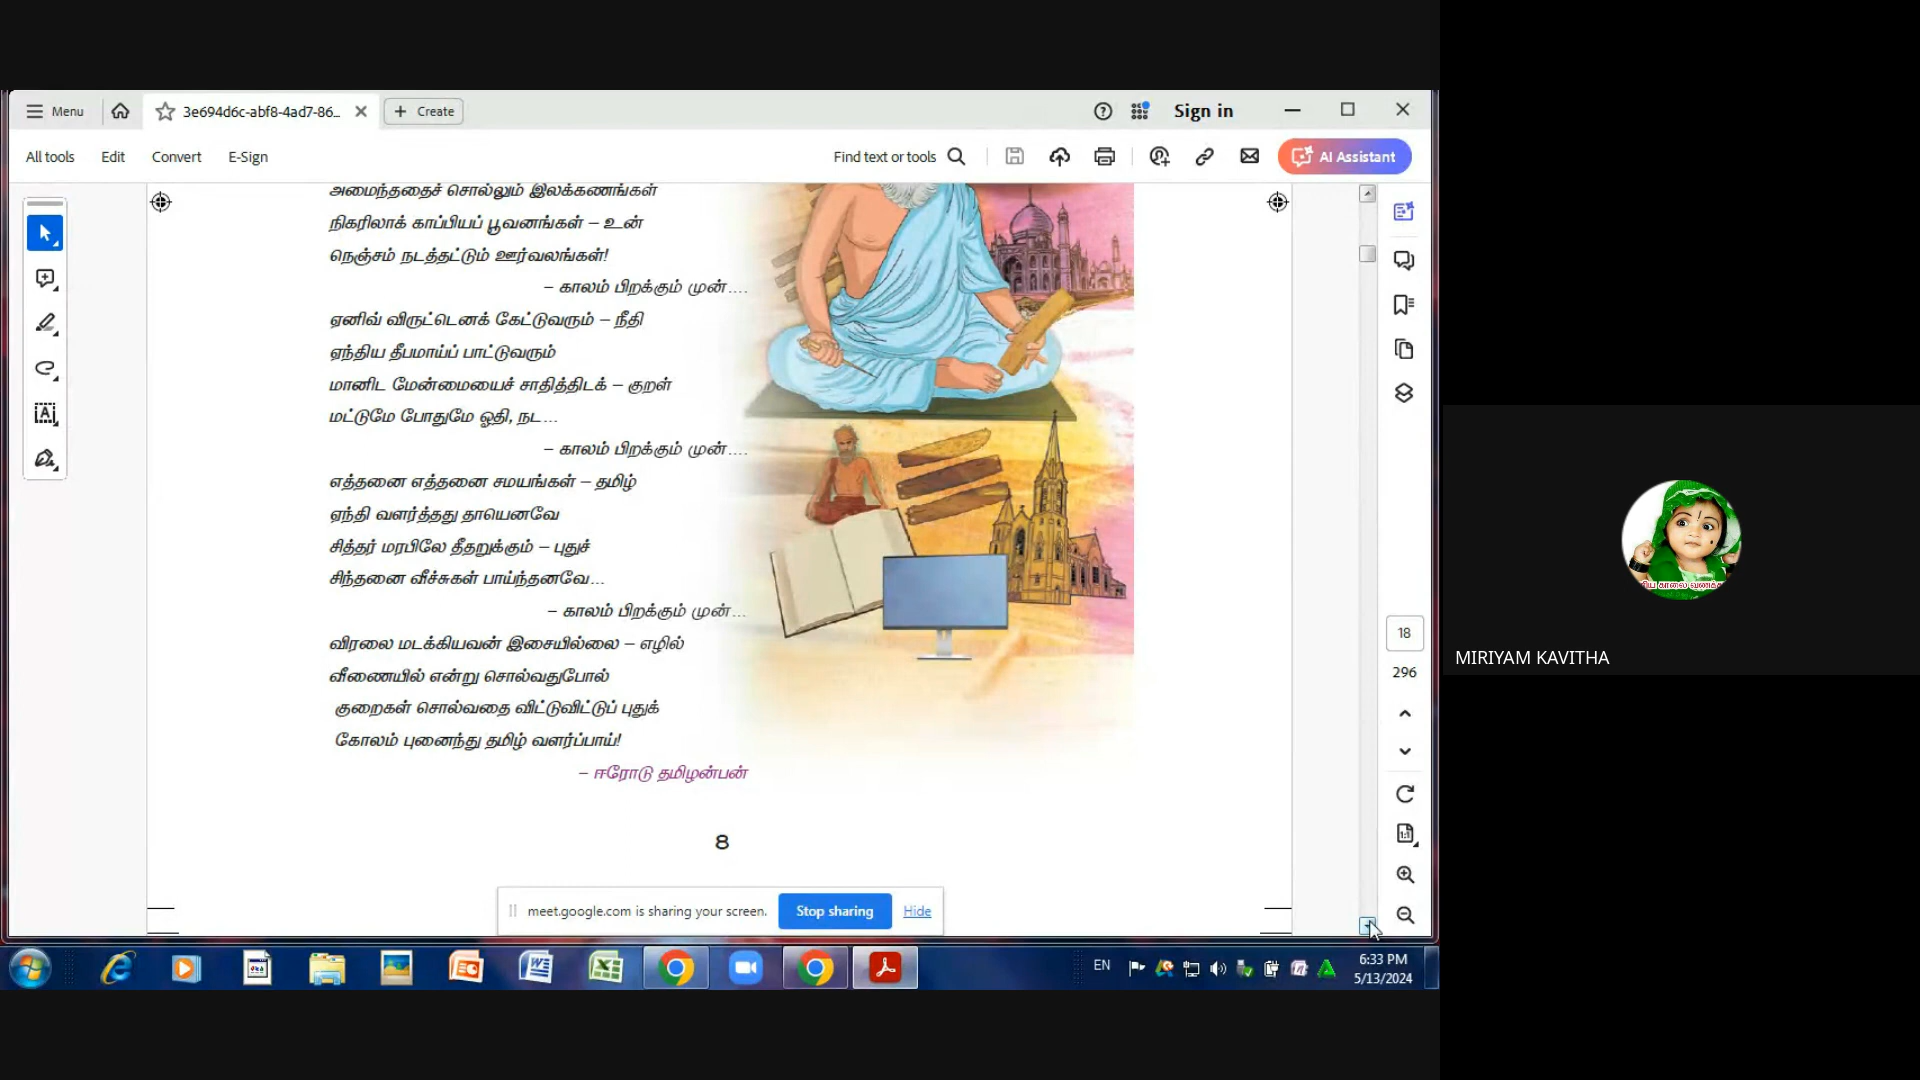 Menu
3e694d6c-abf8-4ad7-86...
+ Create
Sign in
All tools Edit Convert E-Sign
Find text or tools
AI Assistant
அமைந்ததைச் சொல்லும் இலக்கணங்கள்
நிகரிலாக் காப்பியப் பூவனங்கள் – உன்
நெஞ்சம் நடத்தட்டும் ஊர்வலங்கள்!
– காலம் பிறக்கும் முன்....
ஏனிவ் விருட்டெனக் கேட்டுவரும் – நீதி
ஏந்திய தீபமாய்ப் பாட்டுவரும்
மானிட மேன்மையைச் சாதித்திடக் – குறள்
மட்டுமே போதுமே ஓதி, நட...
– காலம் பிறக்கும் முன்....
எத்தனை எத்தனை சமயங்கள் – தமிழ்
ஏந்தி வளர்த்தது தாயெனவே
சித்தர் மரபிலே தீதறுக்கும் – புதுச்
சிந்தனை வீச்சுகள் பாய்ந்தனவே...
– காலம் பிறக்கும் முன்...
விரலை மடக்கியவன் இசையில்லை – எழில்
வீணையில் என்று சொல்வதுபோல்
குறைகள் சொல்வதை விட்டுவிட்டுப் புதுக்
கோலம் புனைந்து தமிழ் வளர்ப்பாய்!
– ஈரோடு தமிழன்பன்
8
18
296
meet.google.com is sharing your screen.
Stop sharing
Hide
EN
6:33 PM
5/13/2024
MIRIYAM KAVITHA